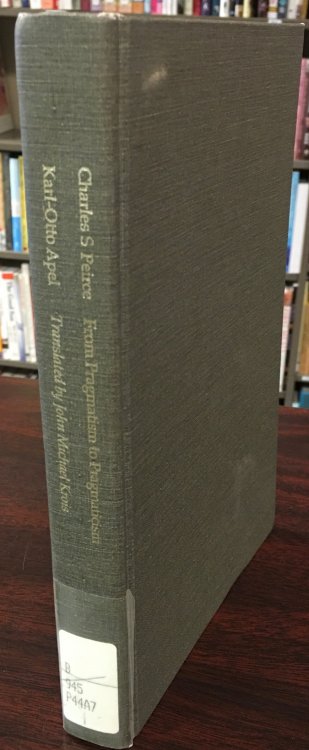 Charles S Peirce From Pragmatism to Pragmaticism
Karl-Otto Apel Translated by John Michael Krois
B
945
P44A7